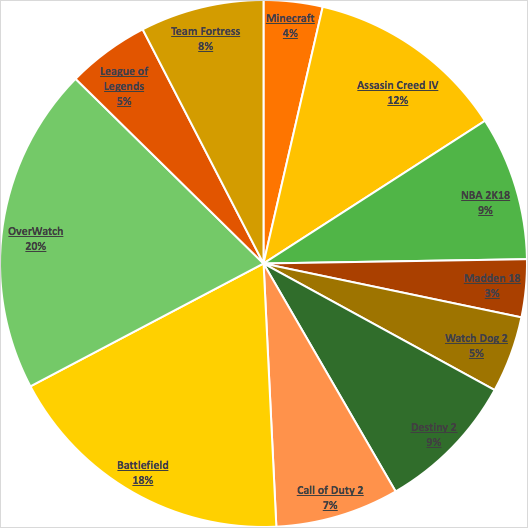 Minecraft
4%
Assasin Creed IV
12%
NBA 2K18
9%
Madden 18
3%
Watch Dog 2
5%
Destiny 2
9%
Call of Duty 2
7%
Battlefield
18%
OverWatch
20%
League of
Legends
5%
Team Fortress
8%